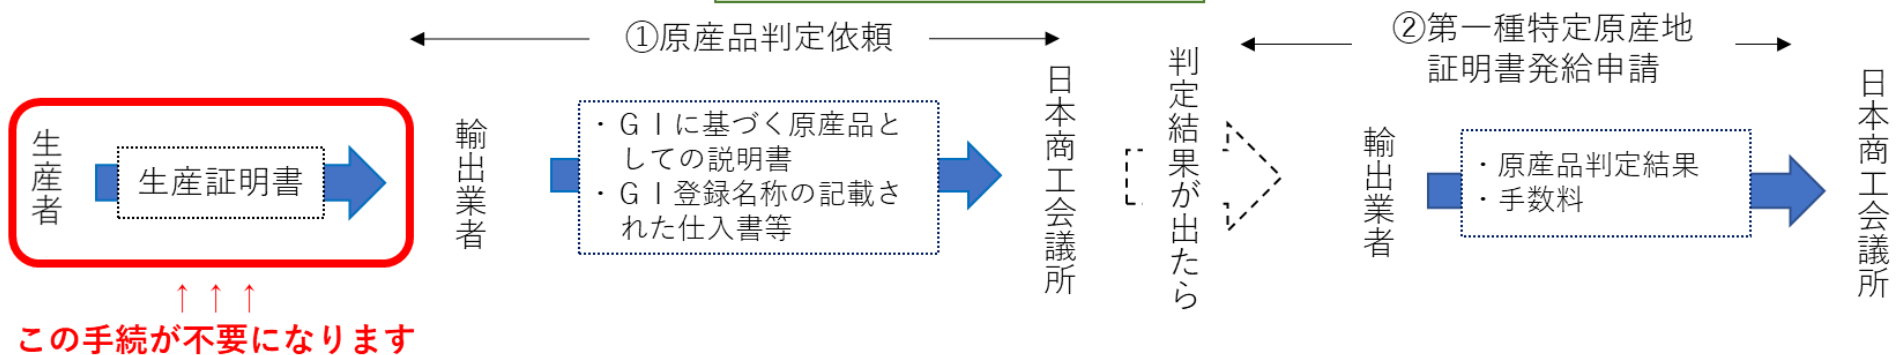 生産者
生産証明書
↑ ↑ ↑
この手続が不要になります
①原産品判定依頼
輸出業者
・ＧＩに基づく原産品と
しての説明書
・ＧＩ登録名称の記載さ
れた仕入書等
日本商工会議所
判定結果が出たら
②第一種特定原産地
証明書発給申請
輸出業者
・原産品判定結果
・手数料
日本商工会議所